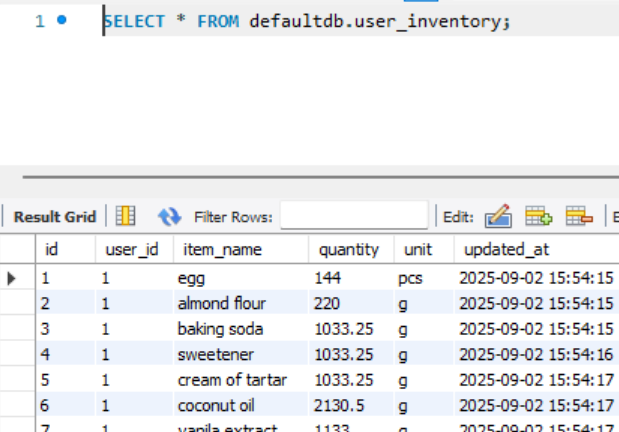 1 SELECT * FROM defaultdb.user_inventory;
Result Grid Filter Rows: Edit:
id user_id item_name quantity unit updated_at
1 1 egg 144 pcs 2025-09-02 15:54:15
2 1 almond flour 220 g 2025-09-02 15:54:15
3 1 baking soda 1033.25 g 2025-09-02 15:54:15
4 1 sweetener 1033.25 g 2025-09-02 15:54:16
5 1 cream of tartar 1033.25 g 2025-09-02 15:54:17
6 1 coconut oil 2130.5 g 2025-09-02 15:54:17
7 1 vanila extract 1133 g 2025-09-02 15:54:17